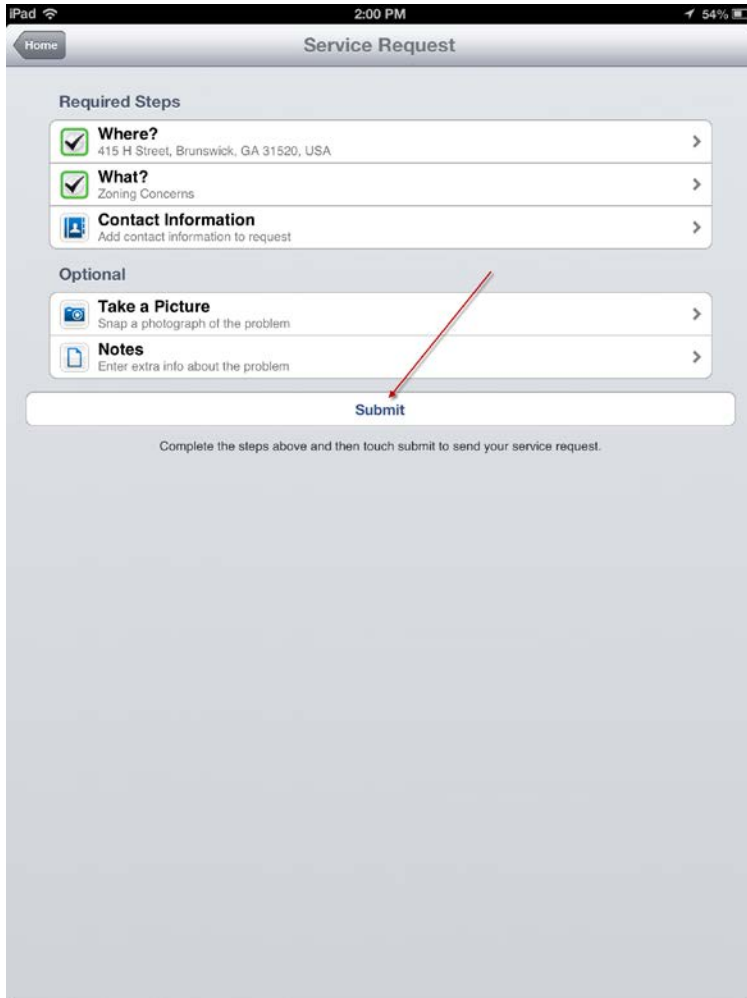 iPad 2:00 PM 54%
Home Service Request
Required Steps
Where?
415 H Street, Brunswick, GA 31520, USA
What?
Zoning Concerns
Contact Information
Add contact information to request
Optional
Take a Picture
Snap a photograph of the problem
Notes
Enter extra info about the problem
Submit
Complete the steps above and then touch submit to send your service request.